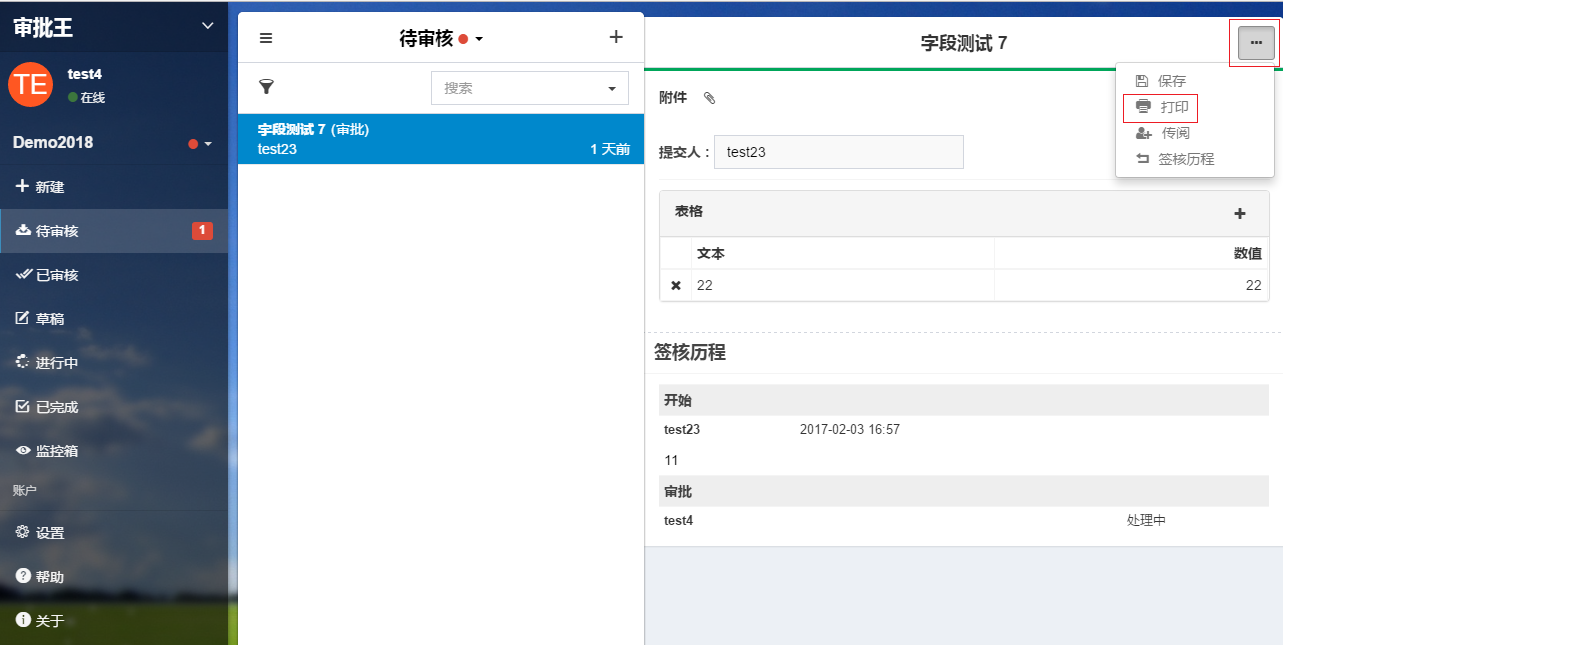 审批王
TE
test4
在线
Demo2018
新建
待审核 1
已审核
草稿
进行中
已完成
监控箱
账户
设置
帮助
关于
待审核
搜索
字段测试 7 (审批)
test23 1 天前
字段测试 7
保存
打印
传阅
签核历程
附件
提交人 : test23
表格
文本 数值
22 22
签核历程
开始
test23 2017-02-03 16:57
11
审批
test4 处理中